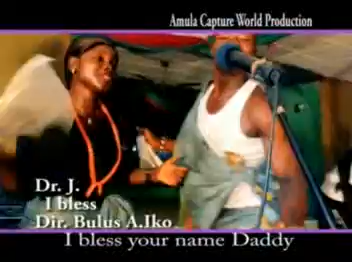 Amula Capture World Production
Dr. J.
I bless
Dir. Bulus A.Iko
I bless your name Daddy